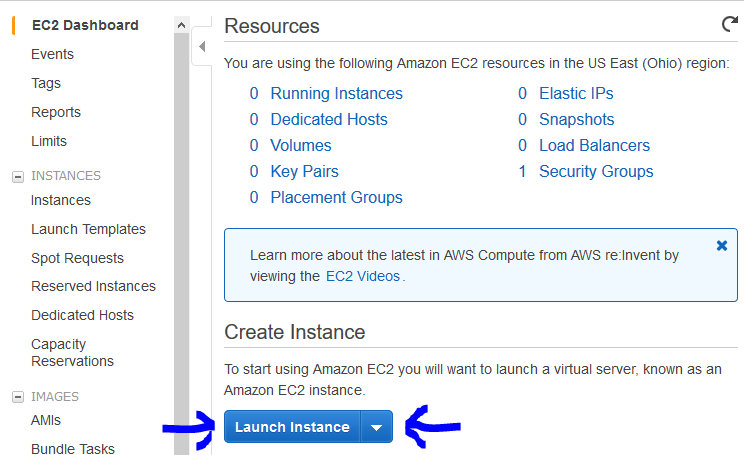 EC2 Dashboard
Events
Tags
Reports
Limits
INSTANCES
Instances
Launch Templates
Spot Requests
Reserved Instances
Dedicated Hosts
Capacity
Reservations
IMAGES
AMIs
Bundle Tasks
Resources
You are using the following Amazon EC2 resources in the US East (Ohio) region:
0 Running Instances
0 Elastic IPs
0 Dedicated Hosts
0 Snapshots
0 Volumes
0 Load Balancers
0 Key Pairs
1 Security Groups
0 Placement Groups
Learn more about the latest in AWS Compute from AWS re:Invent by
viewing the EC2 Videos.
Create Instance
To start using Amazon EC2 you will want to launch a virtual server, known as an
Amazon EC2 instance.
Launch Instance